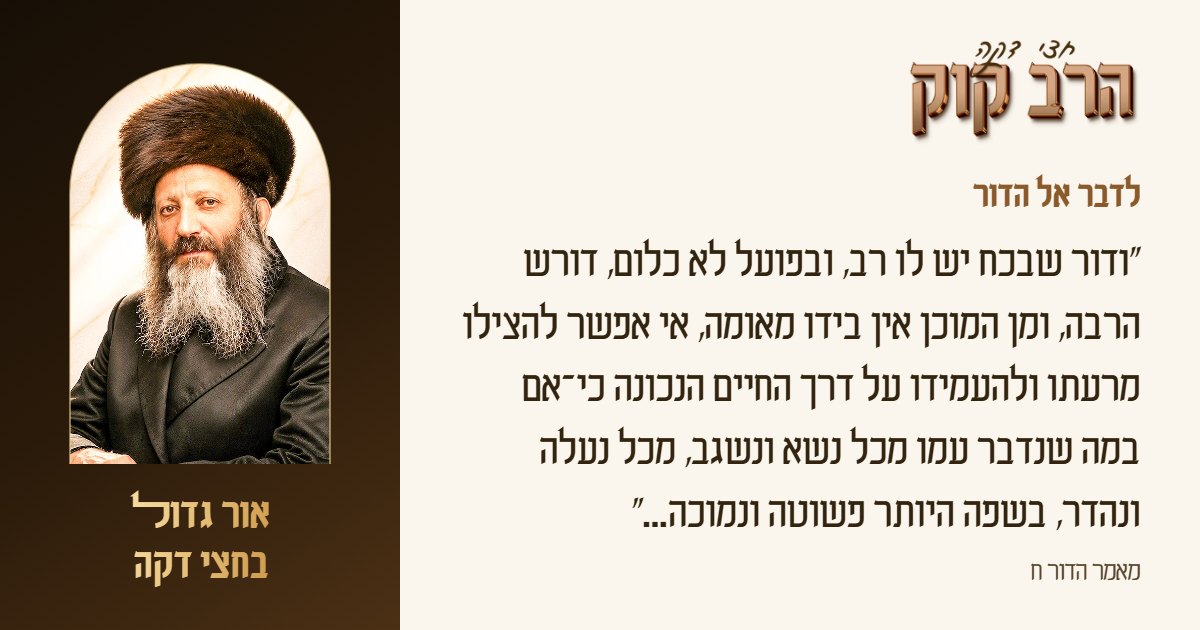 חצי דקה
הרב קוק
לדבר אל הדור
"ודור שבכח יש לו רב, ובפועל לא כלום, דורש
הרבה, ומן המוכן אין בידו מאומה, אי אפשר להצילו
מרעתו ולהעמידו על דרך החיים הנכונה כי־אם
במה שנדבר עמו מכל נשא ונשגב, מכל נעלה
ונהדר, בשפה היותר פשוטה ונמוכה..."
מאמר הדור ח
אור גדול
בחצי דקה